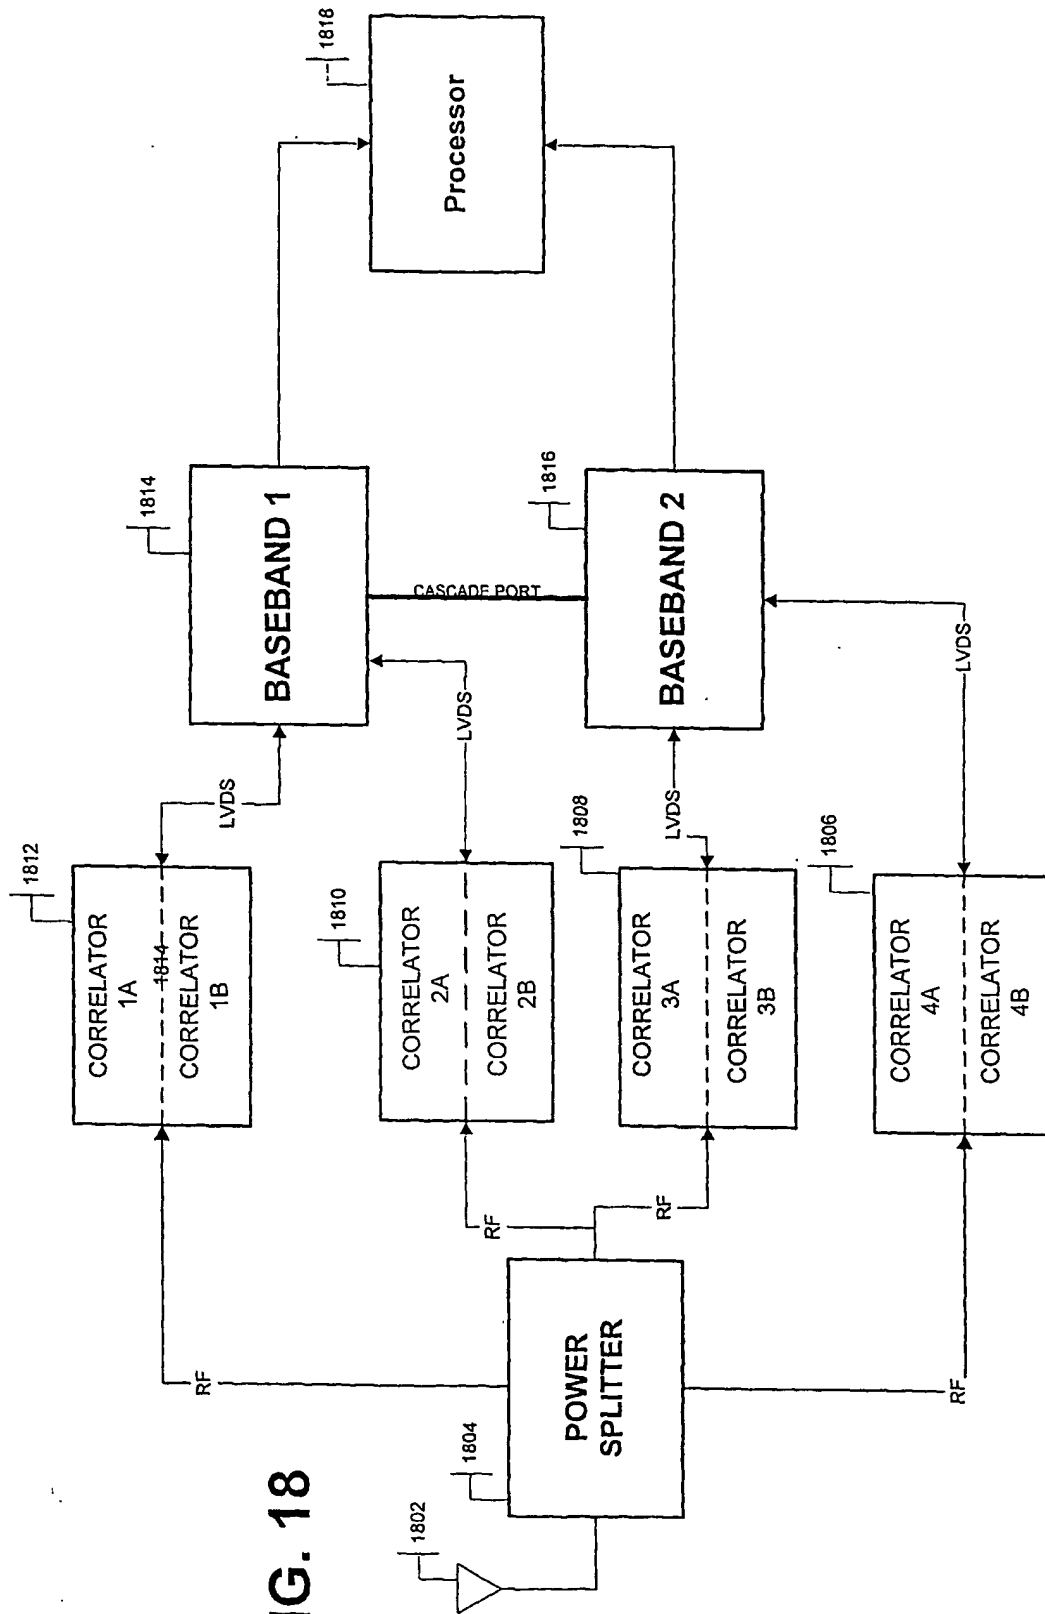 1802
1804
POWER
SPLITTER
RF
RF
RF
RF
1812
CORRELATOR
1A
1814
CORRELATOR
1B
1810
CORRELATOR
2A
CORRELATOR
2B
1808
CORRELATOR
3A
CORRELATOR
3B
1806
CORRELATOR
4A
CORRELATOR
4B
LVDS
LVDS
LVDS
LVDS
1814
BASEBAND 1
CASCADE PORT
1816
BASEBAND 2
1818
Processor
IG. 18